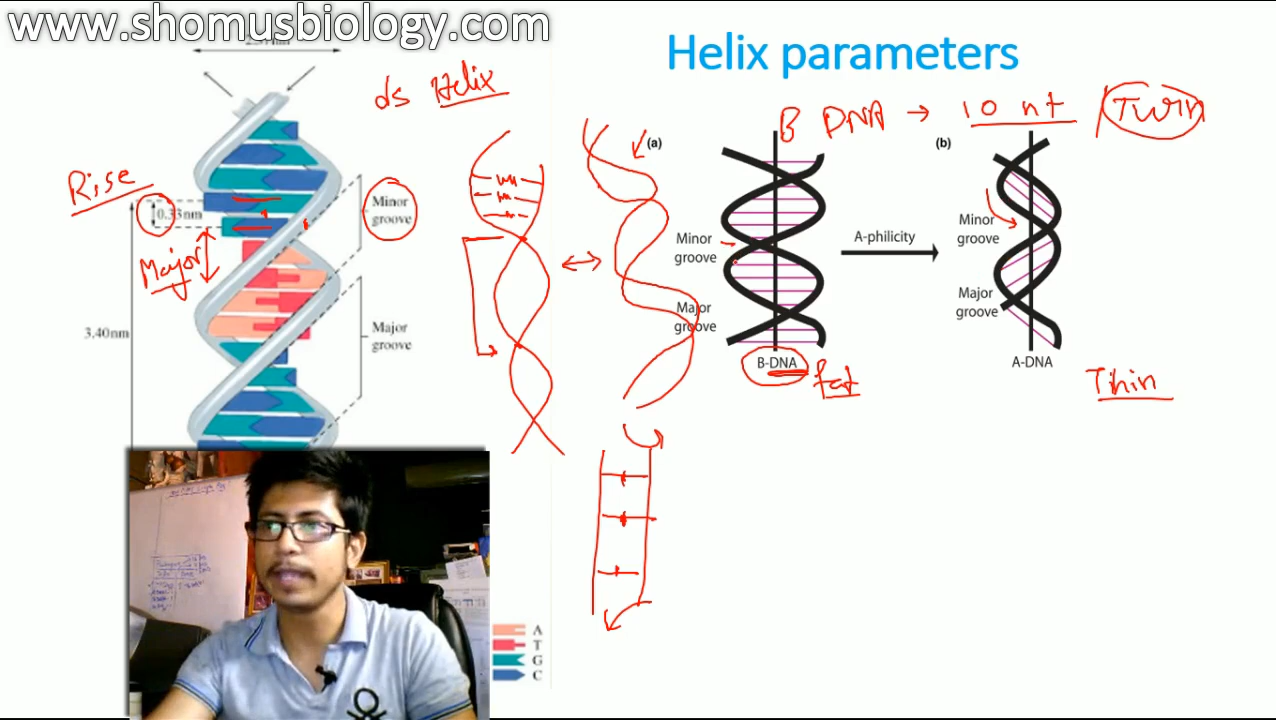 www.shomusbiology.com
Helix parameters
ds Helix
B DNA → 10 nt / Turn
(a)
(b)
Rise
0.33nm
Minor
groove
Major
3.40nm
Major
groove
Minor
groove
Major
groove
B-DNA
fat
A-philicity
Minor
groove
Major
groove
A-DNA
Thin
A
T
G
C